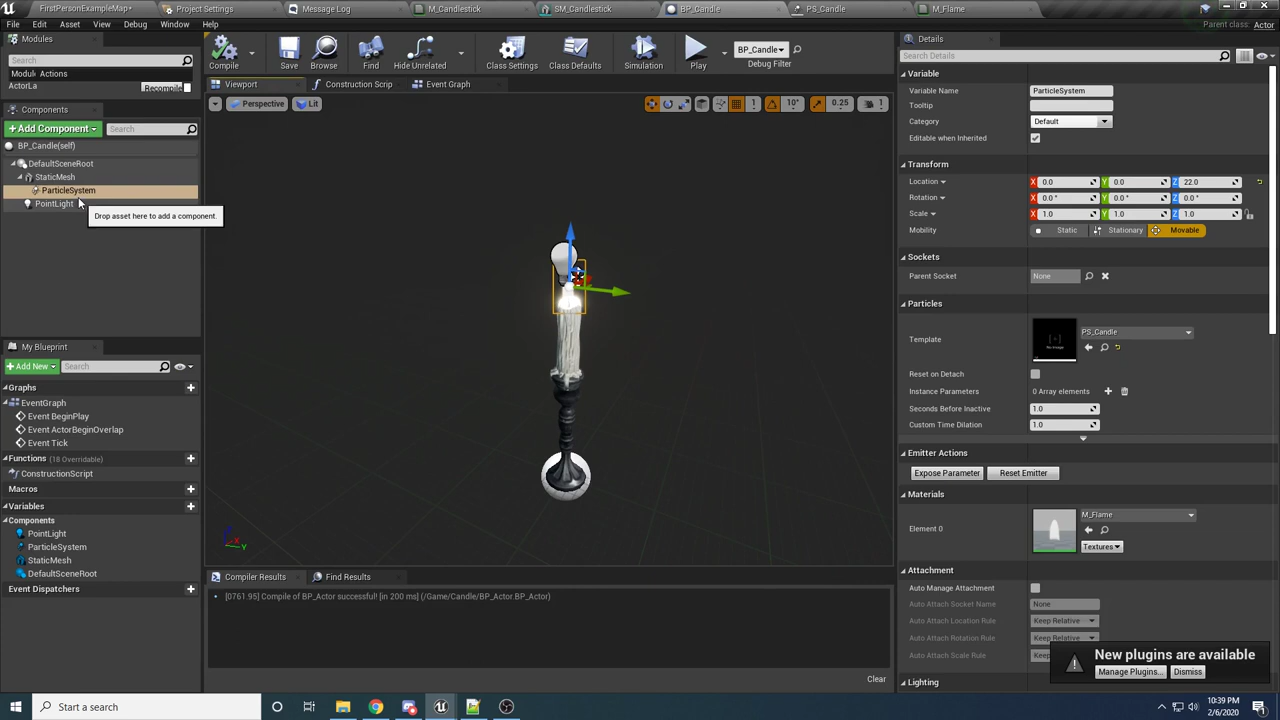 FirstPersonExampleMap*
Project Settings
Message Log
M_Candlestick
SM_Candlestick
BP_Candle
PS_Candle
M_Flame
File Edit Asset View Debug Window Help
Parent class: Actor
Modules
Search
Modul Actions
ActorLa Recompile
Components
+ Add Component
Search
BP_Candle(self)
DefaultSceneRoot
StaticMesh
ParticleSystem
PointLight
Drop asset here to add a component.
My Blueprint
+ Add New
Search
Graphs
EventGraph
Event BeginPlay
Event ActorBeginOverlap
Event Tick
Functions (18 Overridable)
ConstructionScript
Macros
Variables
Components
PointLight
ParticleSystem
StaticMesh
DefaultSceneRoot
Event Dispatchers
Compile
Save
Browse
Find
Hide Unrelated
Class Settings
Class Defaults
Simulation
Play
BP_Candle
Debug Filter
Viewport
Construction Scrip
Event Graph
Perspective
Lit
1
10°
0.25
1
Z
Y
Compiler Results
Find Results
[0761.95] Compile of BP_Actor successful! [in 200 ms] (/Game/Candle/BP_Actor.BP_Actor)
Clear
Details
Search Details
Variable
Variable Name ParticleSystem
Tooltip
Category Default
Editable when Inherited
Transform
Location X 0.0 Y 0.0 Z 22.0
Rotation X 0.0 ° Y 0.0 ° Z 0.0 °
Scale X 1.0 Y 1.0 Z 1.0
Mobility Static Stationary Movable
Sockets
Parent Socket None
Particles
Template PS_Candle
Reset on Detach
Instance Parameters 0 Array elements
Seconds Before Inactive 1.0
Custom Time Dilation 1.0
Emitter Actions
Expose Parameter Reset Emitter
Materials
Element 0 M_Flame
Textures
Attachment
Auto Manage Attachment
Auto Attach Socket Name None
Auto Attach Location Rule Keep Relative
Auto Attach Rotation Rule Keep Relative
Auto Attach Scale Rule Keep
Lighting
New plugins are available
Manage Plugins... Dismiss
Start a search
10:39 PM
2/6/2020